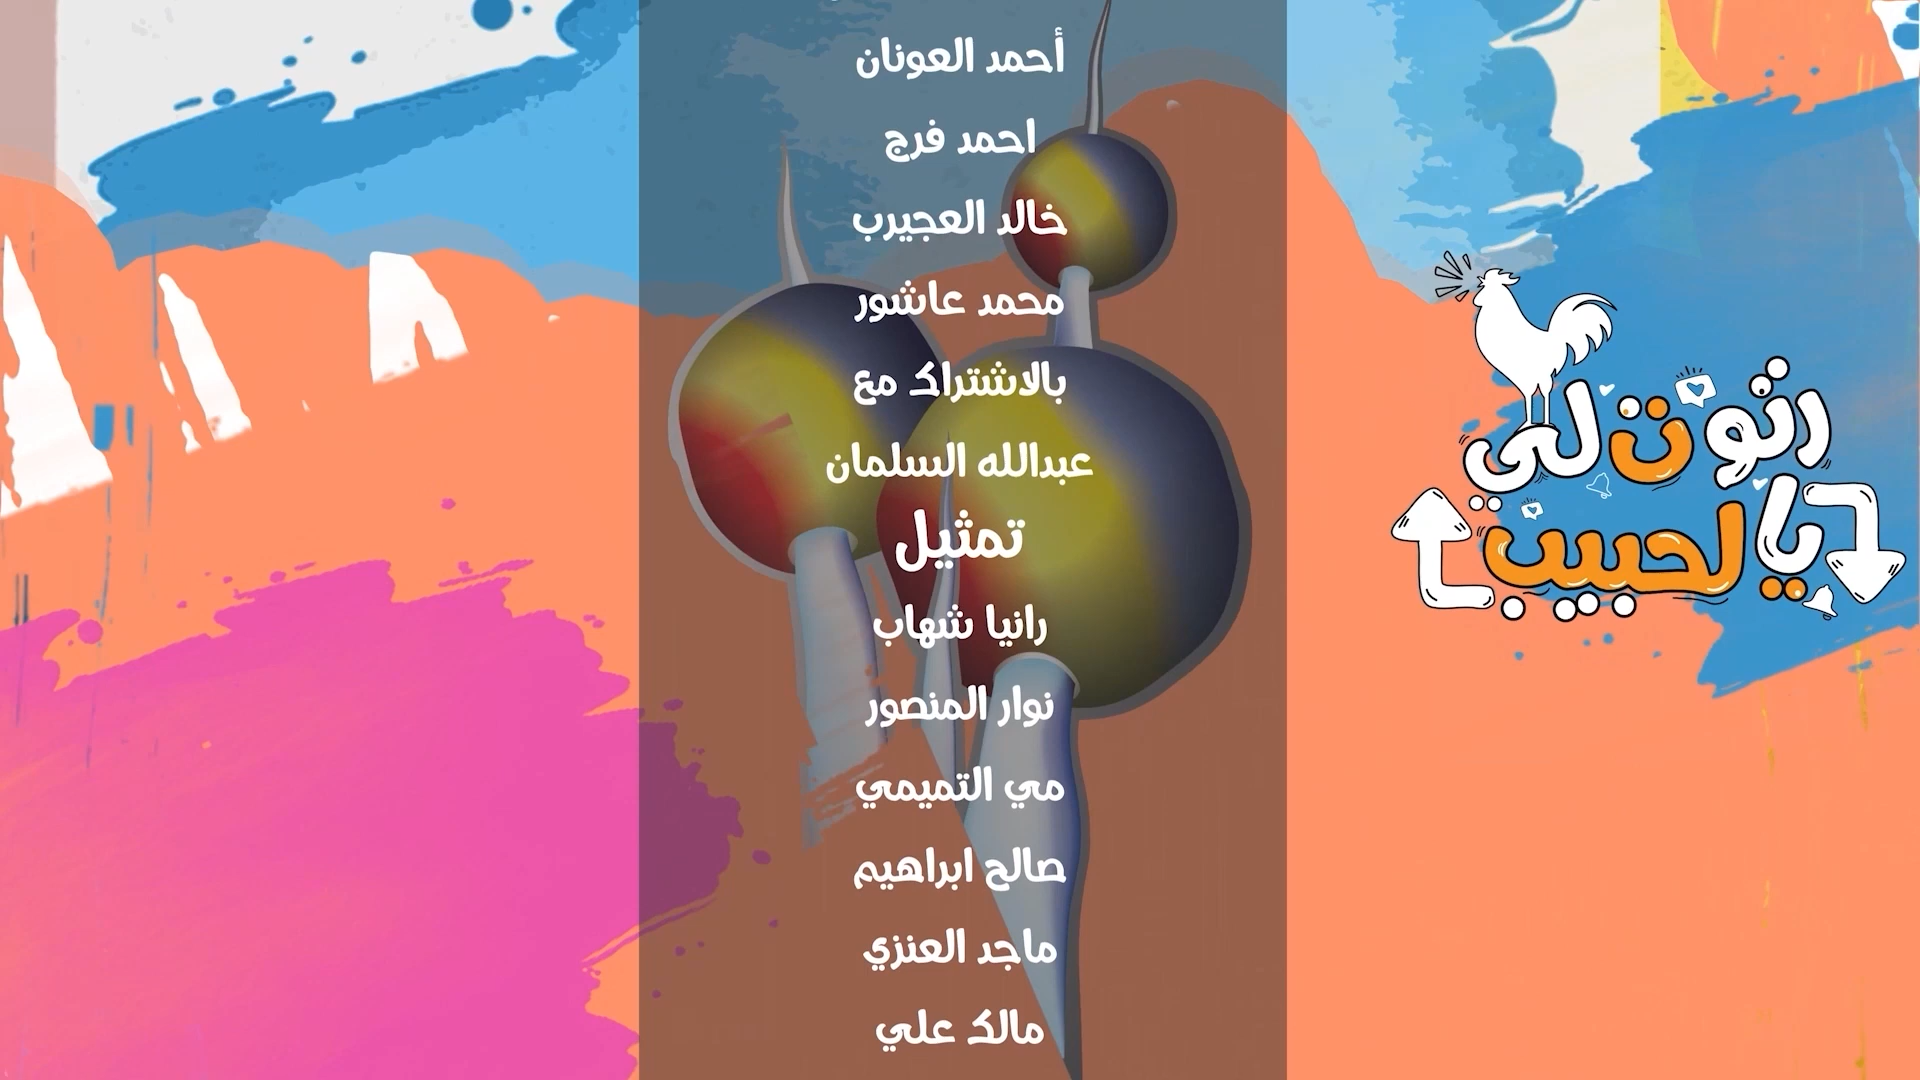 أحمد العونان
احمد فرج
خالد العجيرب
محمد عاشور
بالاشتراك مع
عبدالله السلمان
تمثيل
رانيا شهاب
نوار المنصور
مي التميمي
صالح ابراهيم
ماجد العنزي
مالك علي
رتوت لي
يالحبيب